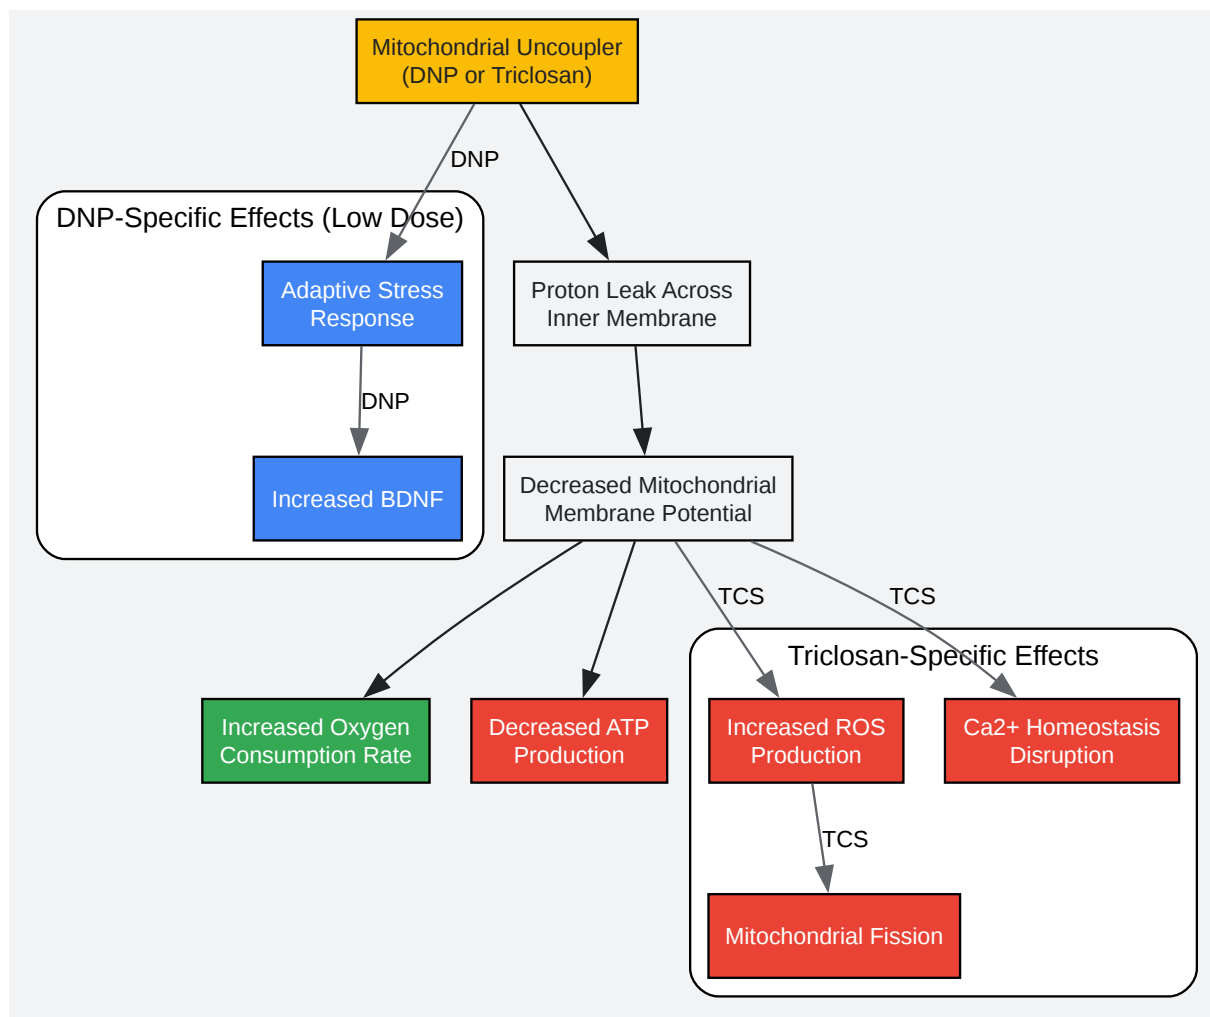 Mitochondrial Uncoupler
(DNP or Triclosan)
DNP
DNP-Specific Effects (Low Dose)
Adaptive Stress
Response
Proton Leak Across
Inner Membrane
DNP
Increased BDNF
Decreased Mitochondrial
Membrane Potential
TCS
TCS
Triclosan-Specific Effects
Increased Oxygen
Consumption Rate
Decreased ATP
Production
Increased ROS
Production
Ca2+ Homeostasis
Disruption
TCS
Mitochondrial Fission